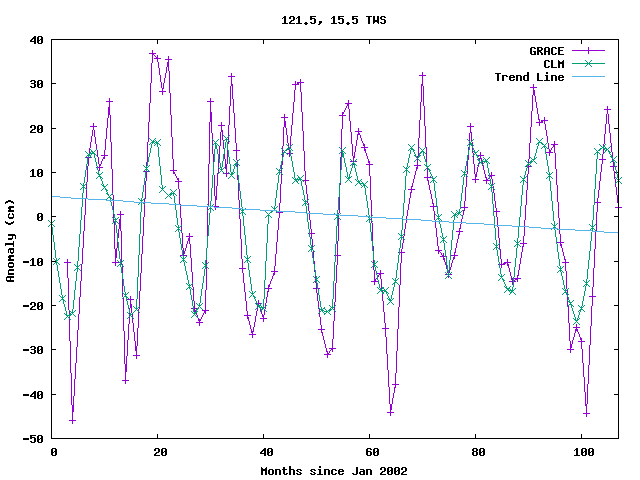 121.5, 15.5 TWS
GRACE
CLM
Trend Line
40
30
20
10
0
-10
-20
-30
-40
-50
Anomaly (cm)
0 20 40 60 80 100
Months since Jan 2002